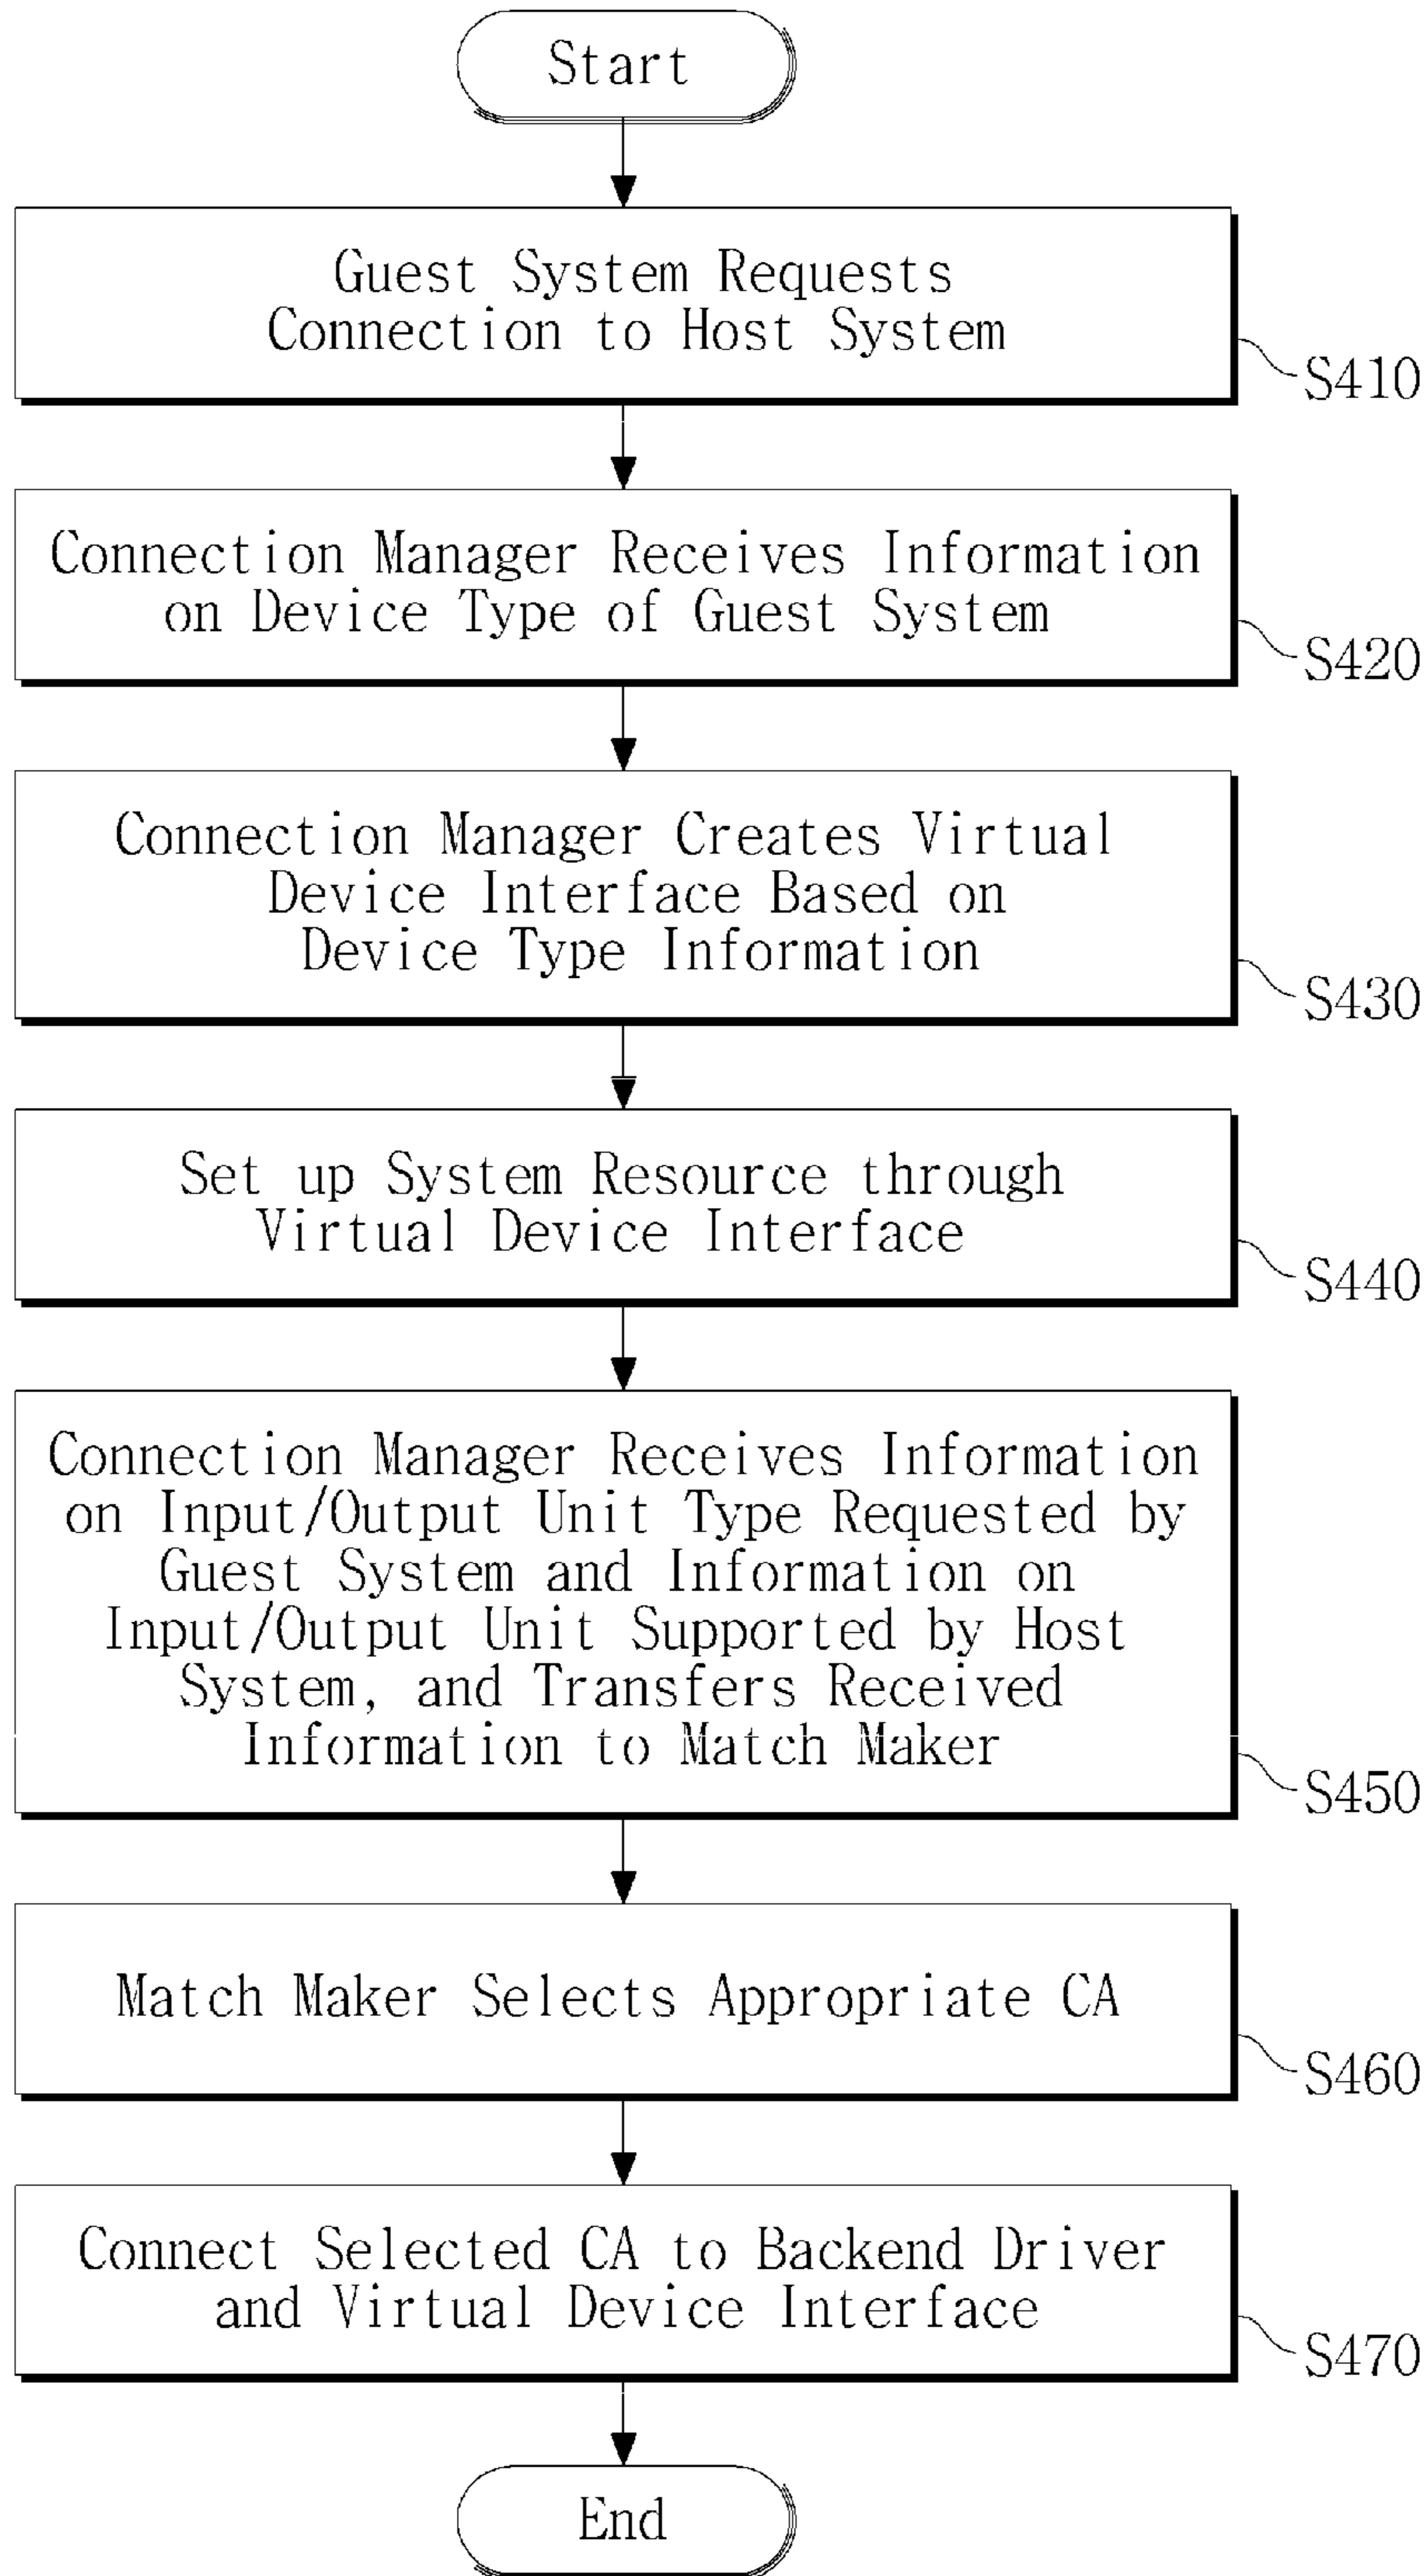 Start
Guest System Requests
Connection to Host System
S410
Connection Manager Receives Information
on Device Type of Guest System
S420
Connection Manager Creates Virtual
Device Interface Based on
Device Type Information
S430
Set up System Resource through
Virtual Device Interface
S440
Connection Manager Receives Information
on Input/Output Unit Type Requested by
Guest System and Information on
Input/Output Unit Supported by Host
System, and Transfers Received
Information to Match Maker
S450
Match Maker Selects Appropriate CA
S460
Connect Selected CA to Backend Driver
and Virtual Device Interface
S470
End